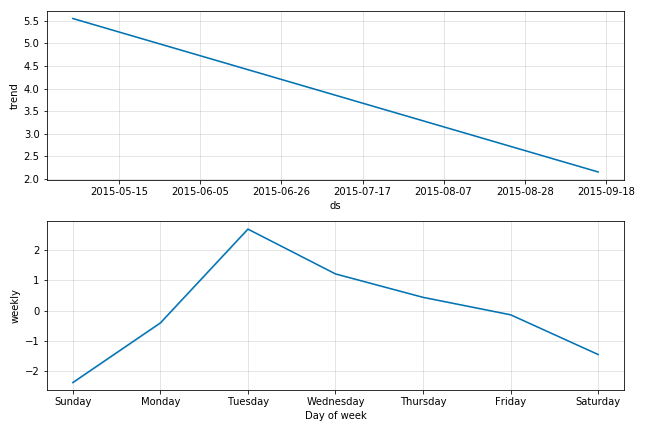 5.5
5.0
4.5
4.0
3.5
3.0
2.5
2.0
trend
2015-05-15 2015-06-05 2015-06-26 2015-07-17 2015-08-07 2015-08-28 2015-09-18
ds
2
1
0
−1
−2
weekly
Sunday Monday Tuesday Wednesday Thursday Friday Saturday
Day of week